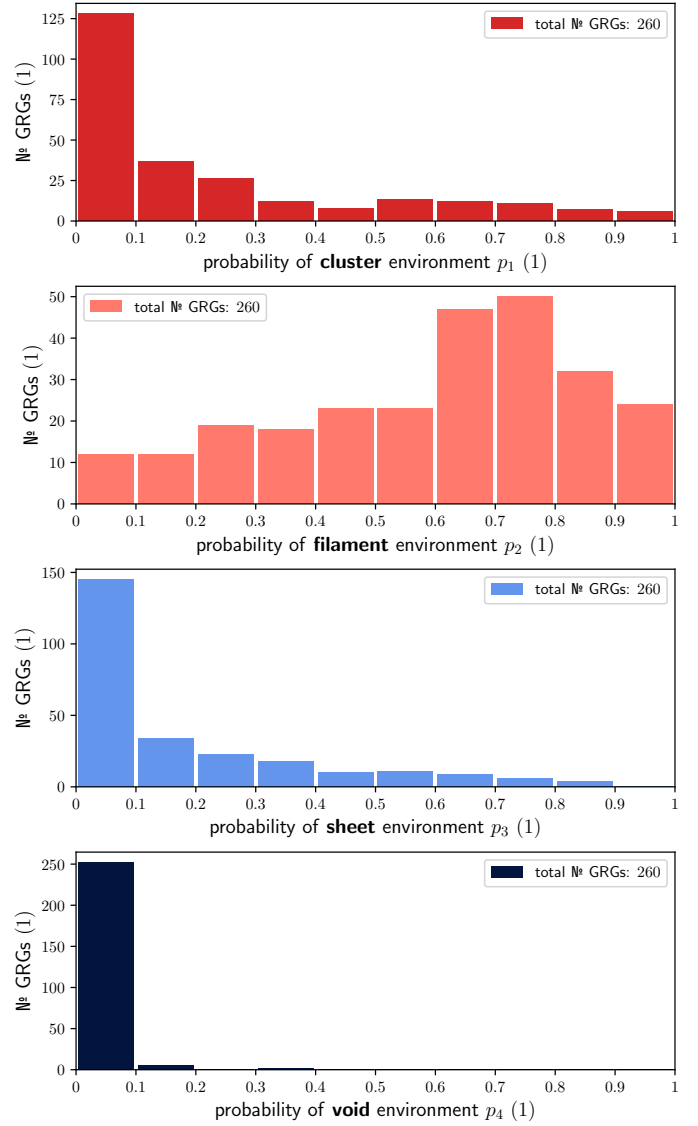 total № GRGs: 260
№ GRGs (1)
125
100
75
50
25
0
0 0.1 0.2 0.3 0.4 0.5 0.6 0.7 0.8 0.9 1
probability of cluster environment p₁ (1)
total № GRGs: 260
№ GRGs (1)
50
40
30
20
10
0
0 0.1 0.2 0.3 0.4 0.5 0.6 0.7 0.8 0.9 1
probability of filament environment p₂ (1)
total № GRGs: 260
№ GRGs (1)
150
100
50
0
0 0.1 0.2 0.3 0.4 0.5 0.6 0.7 0.8 0.9 1
probability of sheet environment p₃ (1)
total № GRGs: 260
№ GRGs (1)
250
200
150
100
50
0
0 0.1 0.2 0.3 0.4 0.5 0.6 0.7 0.8 0.9 1
probability of void environment p₄ (1)